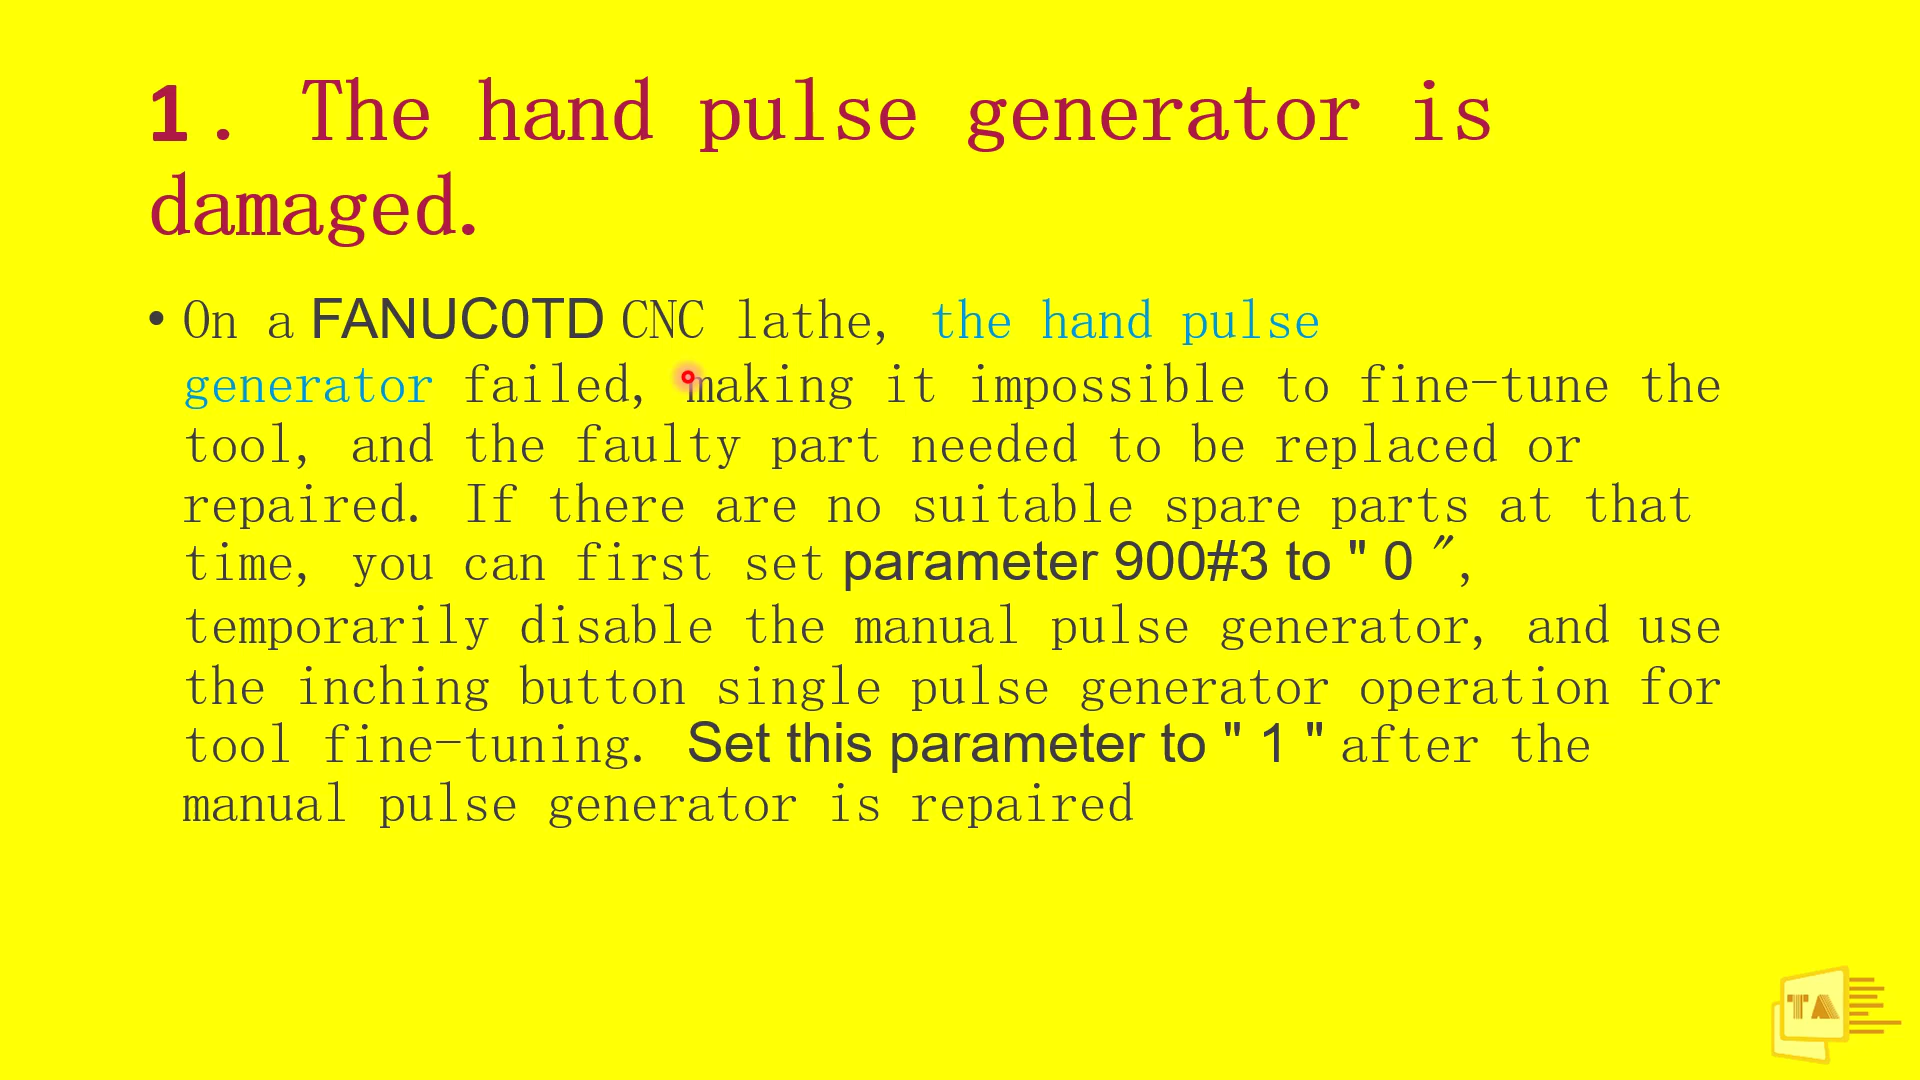 1. The hand pulse generator is
damaged.
• On a FANUC0TD CNC lathe, the hand pulse
generator failed, making it impossible to fine-tune the
tool, and the faulty part needed to be replaced or
repaired. If there are no suitable spare parts at that
time, you can first set parameter 900#3 to " 0 ″,
temporarily disable the manual pulse generator, and use
the inching button single pulse generator operation for
tool fine-tuning. Set this parameter to " 1 " after the
manual pulse generator is repaired
TA